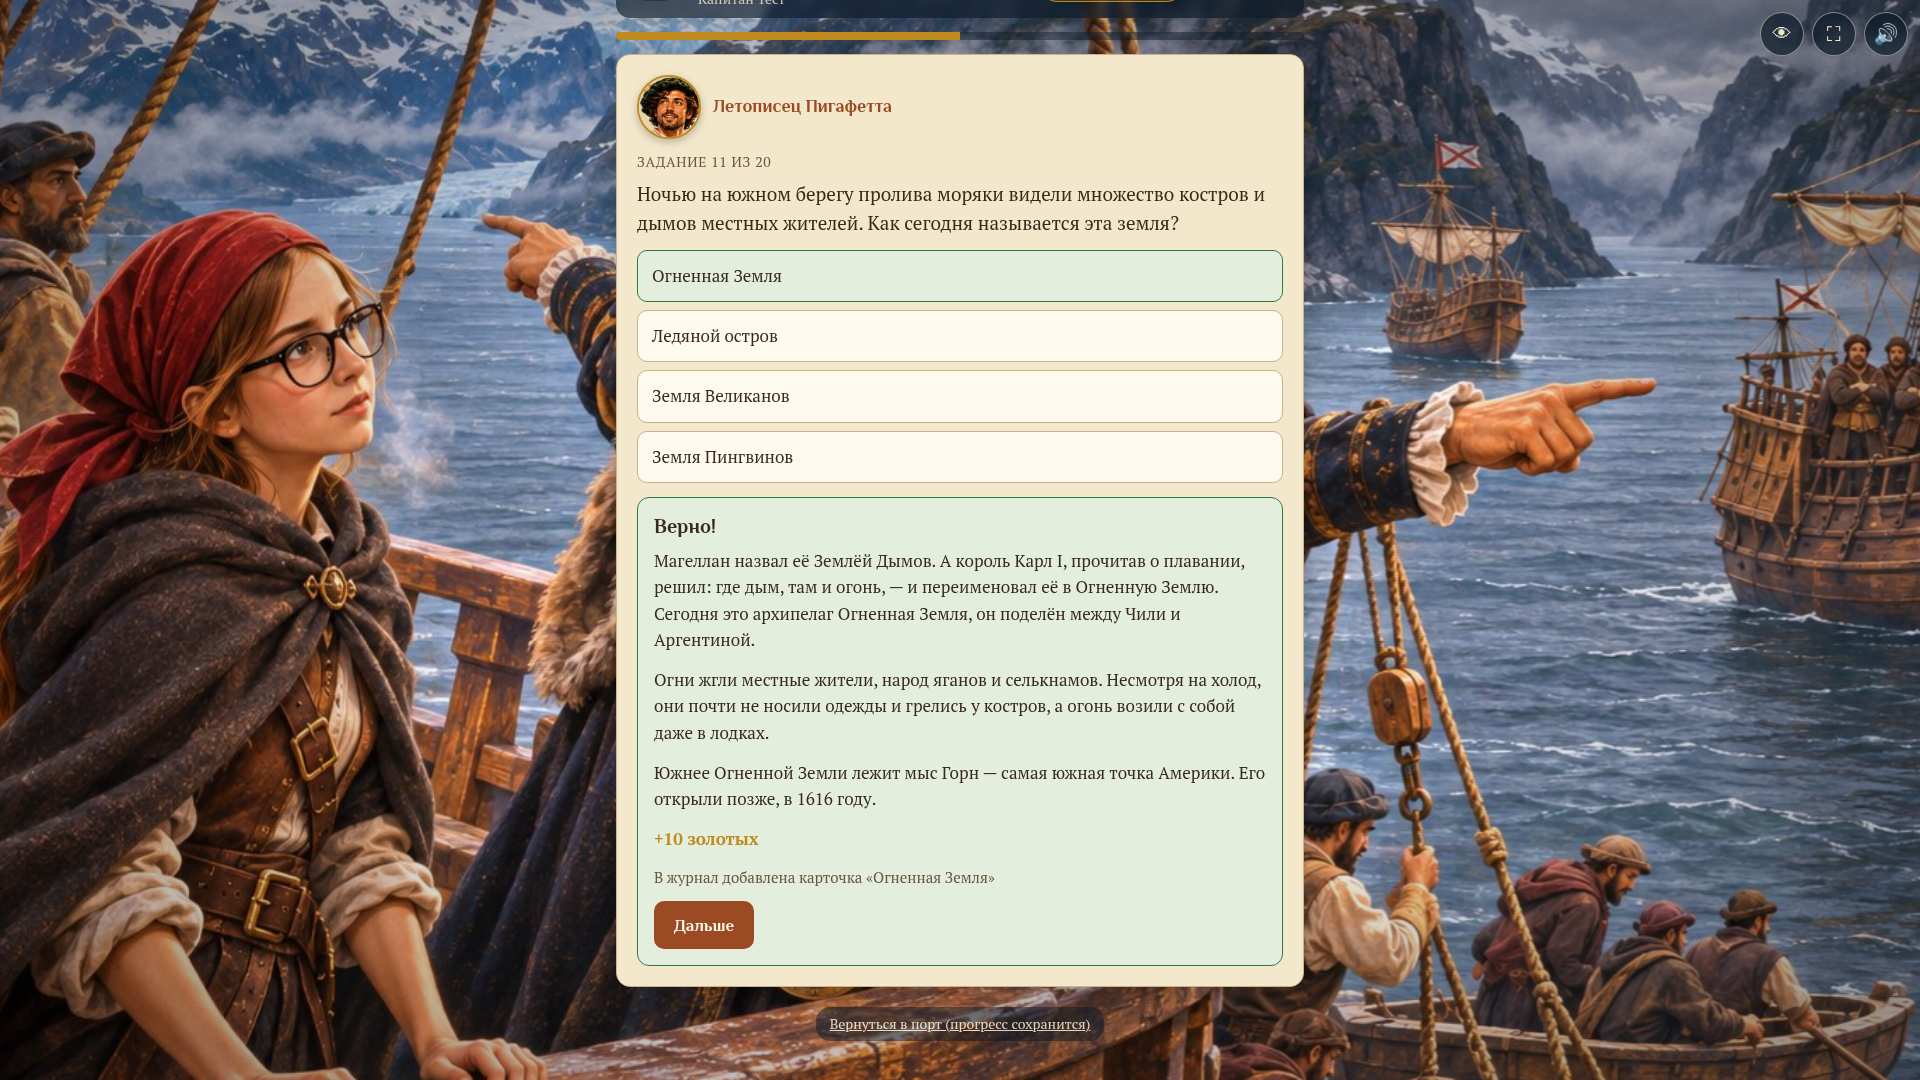 Капитан Тест
Летописец Пигафетта
ЗАДАНИЕ 11 ИЗ 20
Ночью на южном берегу пролива моряки видели множество костров и
дымов местных жителей. Как сегодня называется эта земля?
Огненная Земля
Ледяной остров
Земля Великанов
Земля Пингвинов
Верно!
Магеллан назвал её Землёй Дымов. А король Карл I, прочитав о плавании,
решил: где дым, там и огонь, — и переименовал её в Огненную Землю.
Сегодня это архипелаг Огненная Земля, он поделён между Чили и
Аргентиной.
Огни жгли местные жители, народ яганов и селькнамов. Несмотря на холод,
они почти не носили одежды и грелись у костров, а огонь возили с собой
даже в лодках.
Южнее Огненной Земли лежит мыс Горн — самая южная точка Америки. Его
открыли позже, в 1616 году.
+10 золотых
В журнал добавлена карточка «Огненная Земля»
Дальше
Вернуться в порт (прогресс сохранится)